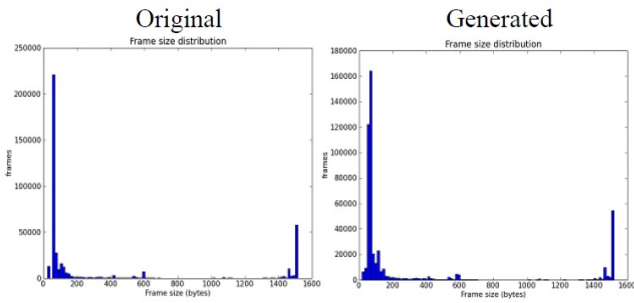 Original
Frame size distribution
250000
200000
150000
100000
50000
0
frames
0 200 400 600 800 1000 1200 1400 1600
Frame size (bytes)
Generated
Frame size distribution
180000
160000
140000
120000
100000
80000
60000
40000
20000
0
frames
0 200 400 600 800 1000 1200 1400 1600
Frame size (bytes)